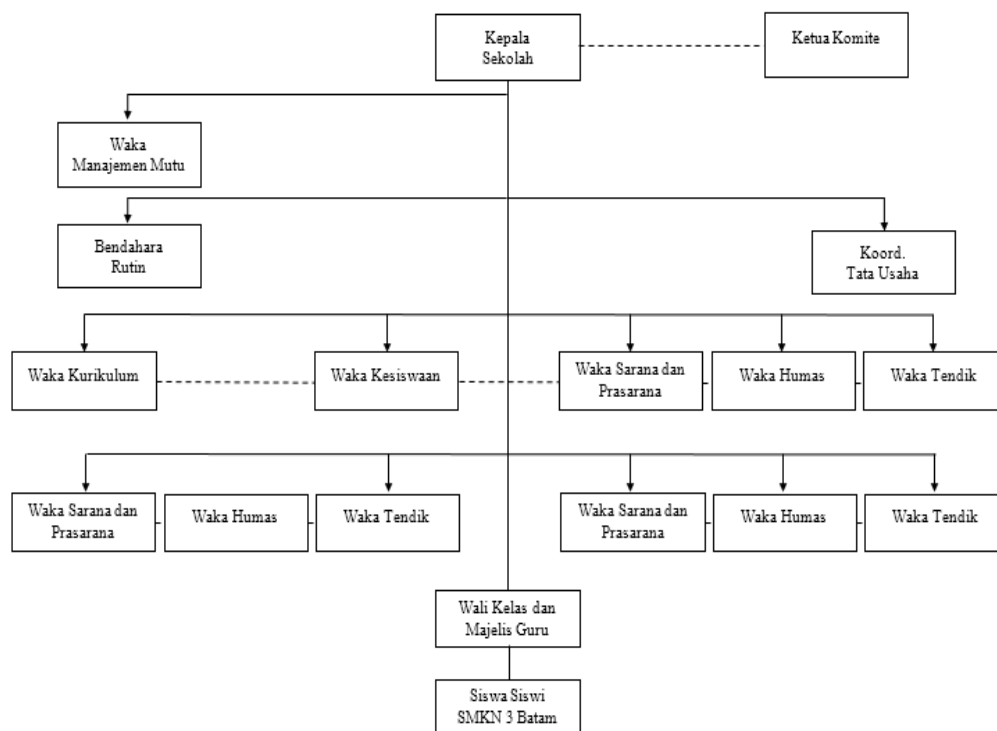 Kepala
Sekolah
Ketua Komite
Waka
Manajemen Mutu
Bendahara
Rutin
Koord.
Tata Usaha
Waka Kurikulum
Waka Kesiswaan
Waka Sarana dan
Prasarana
Waka Humas
Waka Tendik
Waka Sarana dan
Prasarana
Waka Humas
Waka Tendik
Waka Sarana dan
Prasarana
Waka Humas
Waka Tendik
Wali Kelas dan
Majelis Guru
Siswa Siswi
SMKN 3 Batam